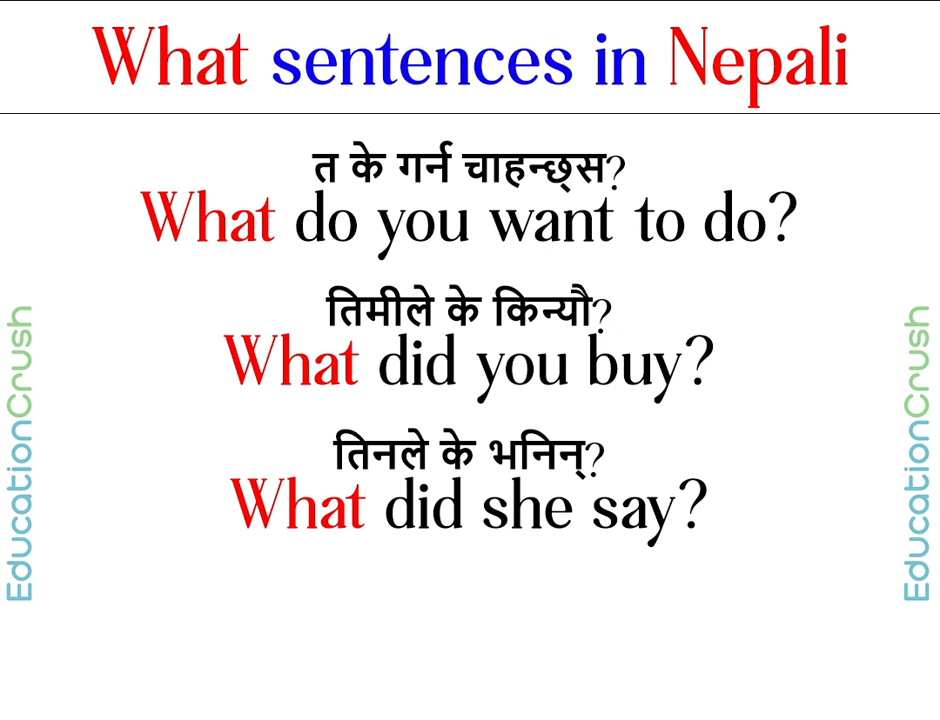 What sentences in Nepali
त के गर्न चाहन्छ्स?
What do you want to do?
तिमीले के किन्यौ?
What did you buy?
तिनले के भनिन्?
What did she say?
EducationCrush
EducationCrush